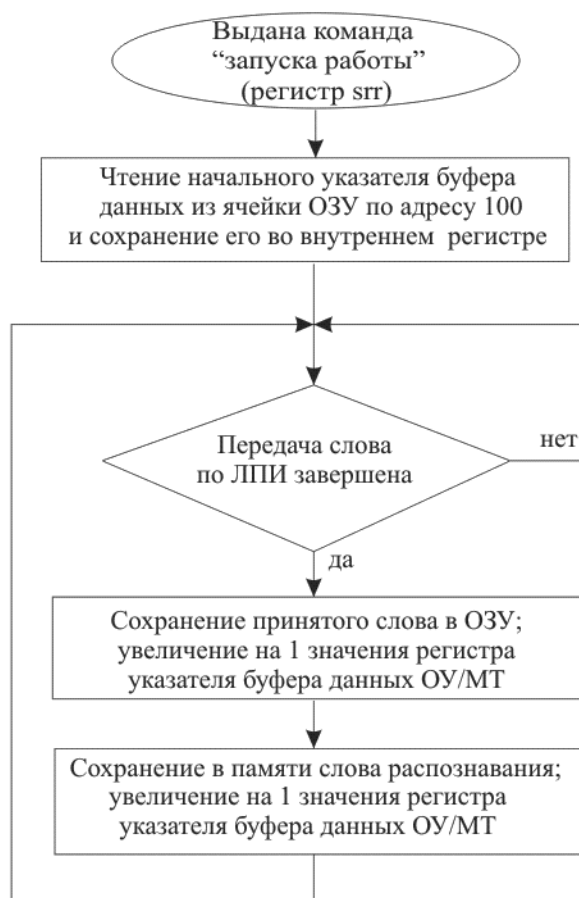 Выдана команда
“запуска работы”
(регистр srr)
Чтение начального указателя буфера
данных из ячейки ОЗУ по адресу 100
и сохранение его во внутреннем регистре
Передача слова
по ЛПИ завершена
нет
да
Сохранение принятого слова в ОЗУ;
увеличение на 1 значения регистра
указателя буфера данных ОУ/МТ
Сохранение в памяти слова распознавания;
увеличение на 1 значения регистра
указателя буфера данных ОУ/МТ